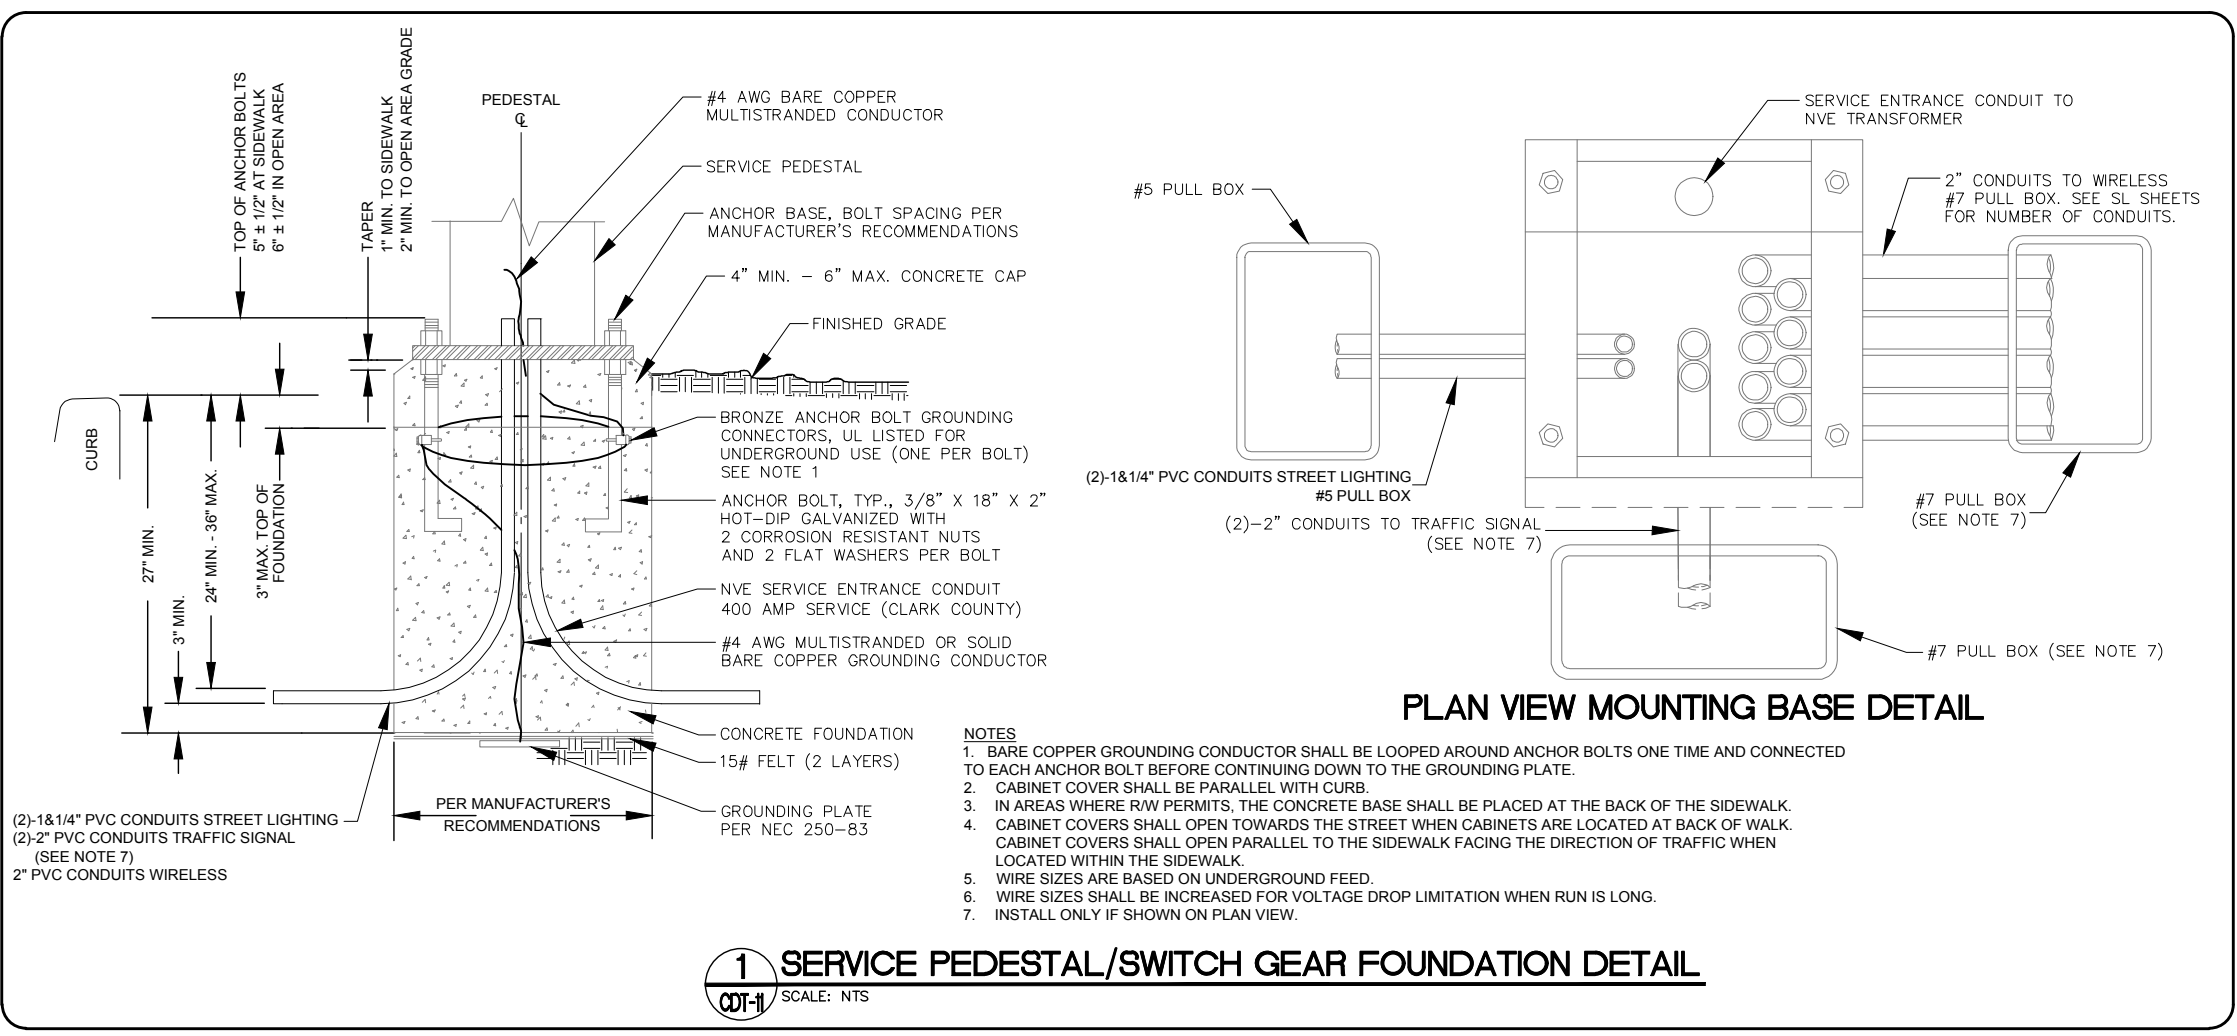 TOP OF ANCHOR BOLTS
5" ± 1/2" AT SIDEWALK
6" ± 1/2" IN OPEN AREA
TAPER
1" MIN. TO SIDEWALK
2" MIN. TO OPEN AREA GRADE
PEDESTAL
℄
#4 AWG BARE COPPER
MULTISTRANDED CONDUCTOR
SERVICE PEDESTAL
ANCHOR BASE, BOLT SPACING PER
MANUFACTURER'S RECOMMENDATIONS
4" MIN. – 6" MAX. CONCRETE CAP
FINISHED GRADE
CURB
27" MIN.
3" MIN.
24" MIN. - 36" MAX.
3" MAX. TOP OF
FOUNDATION
BRONZE ANCHOR BOLT GROUNDING
CONNECTORS, UL LISTED FOR
UNDERGROUND USE (ONE PER BOLT)
SEE NOTE 1
ANCHOR BOLT, TYP., 3/8" X 18" X 2"
HOT–DIP GALVANIZED WITH
2 CORROSION RESISTANT NUTS
AND 2 FLAT WASHERS PER BOLT
NVE SERVICE ENTRANCE CONDUIT
400 AMP SERVICE (CLARK COUNTY)
#4 AWG MULTISTRANDED OR SOLID
BARE COPPER GROUNDING CONDUCTOR
CONCRETE FOUNDATION
15# FELT (2 LAYERS)
GROUNDING PLATE
PER NEC 250–83
PER MANUFACTURER'S
RECOMMENDATIONS
(2)-1&1/4" PVC CONDUITS STREET LIGHTING
(2)-2" PVC CONDUITS TRAFFIC SIGNAL
(SEE NOTE 7)
2" PVC CONDUITS WIRELESS
SERVICE ENTRANCE CONDUIT TO
NVE TRANSFORMER
#5 PULL BOX
2" CONDUITS TO WIRELESS
#7 PULL BOX. SEE SL SHEETS
FOR NUMBER OF CONDUITS.
(2)-1&1/4" PVC CONDUITS STREET LIGHTING
#5 PULL BOX
(2)–2" CONDUITS TO TRAFFIC SIGNAL
(SEE NOTE 7)
#7 PULL BOX
(SEE NOTE 7)
#7 PULL BOX (SEE NOTE 7)
PLAN VIEW MOUNTING BASE DETAIL
NOTES
1. BARE COPPER GROUNDING CONDUCTOR SHALL BE LOOPED AROUND ANCHOR BOLTS ONE TIME AND CONNECTED
TO EACH ANCHOR BOLT BEFORE CONTINUING DOWN TO THE GROUNDING PLATE.
2. CABINET COVER SHALL BE PARALLEL WITH CURB.
3. IN AREAS WHERE R/W PERMITS, THE CONCRETE BASE SHALL BE PLACED AT THE BACK OF THE SIDEWALK.
4. CABINET COVERS SHALL OPEN TOWARDS THE STREET WHEN CABINETS ARE LOCATED AT BACK OF WALK.
CABINET COVERS SHALL OPEN PARALLEL TO THE SIDEWALK FACING THE DIRECTION OF TRAFFIC WHEN
LOCATED WITHIN THE SIDEWALK.
5. WIRE SIZES ARE BASED ON UNDERGROUND FEED.
6. WIRE SIZES SHALL BE INCREASED FOR VOLTAGE DROP LIMITATION WHEN RUN IS LONG.
7. INSTALL ONLY IF SHOWN ON PLAN VIEW.
1
CDT-11
SERVICE PEDESTAL/SWITCH GEAR FOUNDATION DETAIL
SCALE: NTS